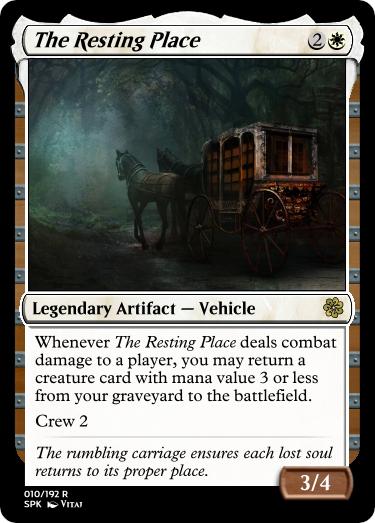 The Resting Place 2
Legendary Artifact — Vehicle
Whenever The Resting Place deals combat
damage to a player, you may return a
creature card with mana value 3 or less
from your graveyard to the battlefield.
Crew 2
The rumbling carriage ensures each lost soul
returns to its proper place.
3/4
010/192 R
SPK Vitaj